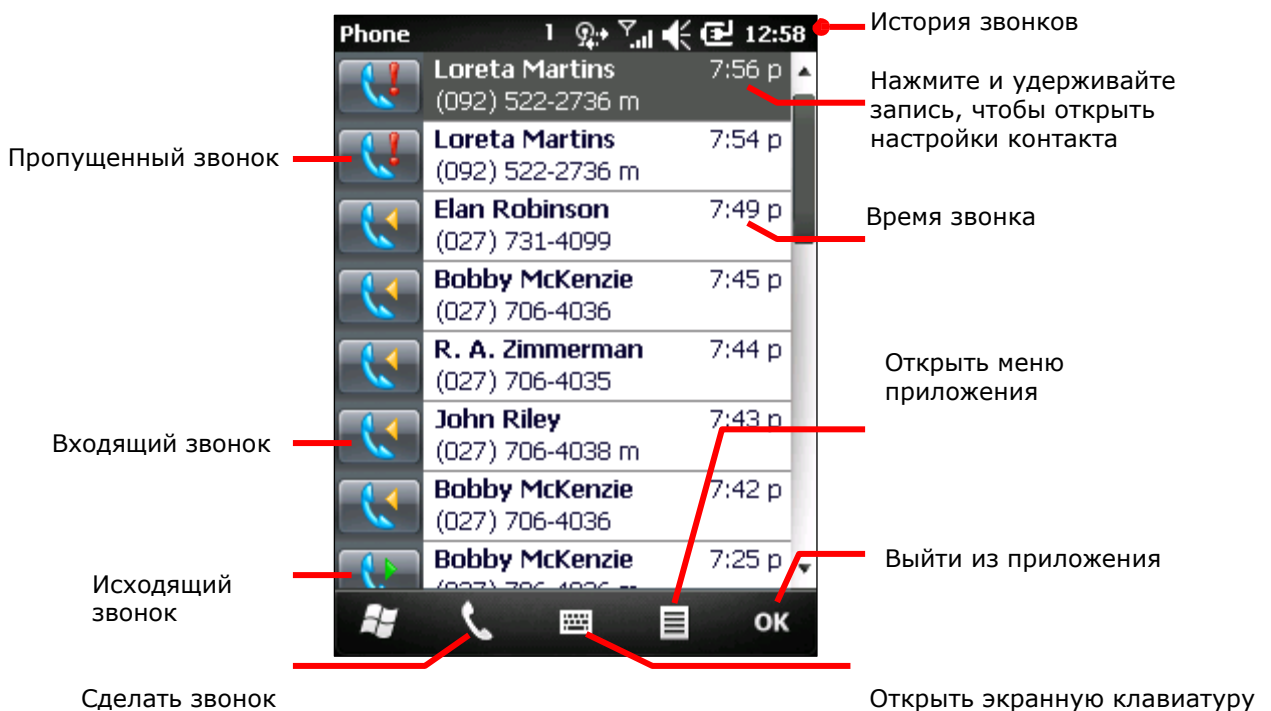 Phone 1 12:58
История звонков
Loreta Martins 7:56 p
(092) 522-2736 m
Нажмите и удерживайте
запись, чтобы открыть
настройки контакта
Пропущенный звонок
Loreta Martins 7:54 p
(092) 522-2736 m
Elan Robinson 7:49 p
(027) 731-4099
Время звонка
Bobby McKenzie 7:45 p
(027) 706-4036
R. A. Zimmerman 7:44 p
(027) 706-4035
Открыть меню
приложения
Входящий звонок
John Riley 7:43 p
(027) 706-4038 m
Bobby McKenzie 7:42 p
(027) 706-4036
Bobby McKenzie 7:25 p
Выйти из приложения
Исходящий
звонок
OK
Сделать звонок
Открыть экранную клавиатуру